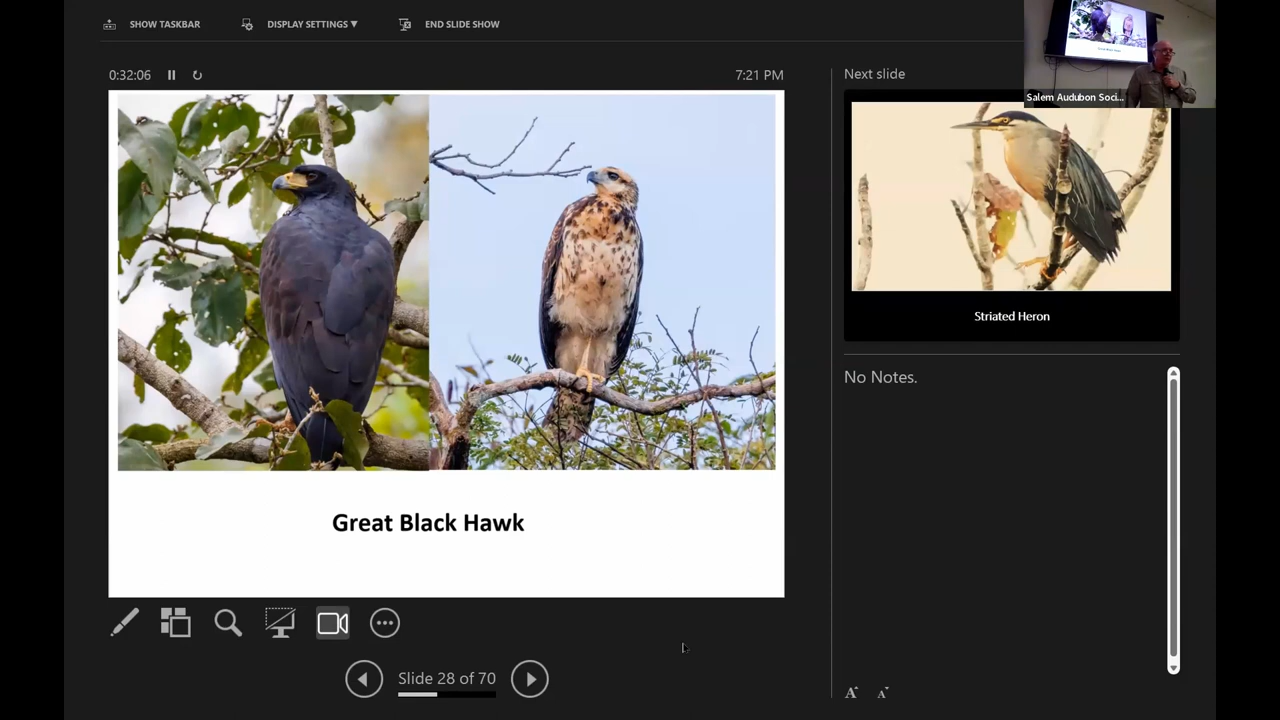 SHOW TASKBAR
DISPLAY SETTINGS ▼
END SLIDE SHOW
0:32:06
7:21 PM
Next slide
Salem Audubon Soci...
Striated Heron
No Notes.
Great Black Hawk
Slide 28 of 70
A A